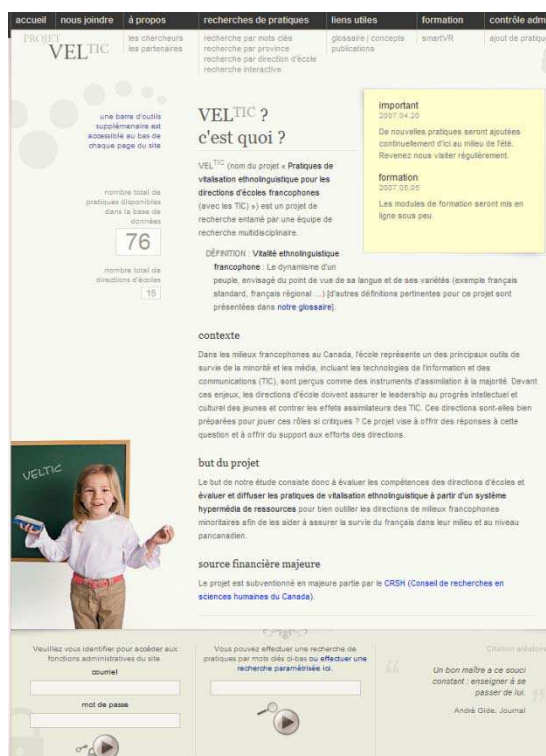 accueil nous joindre à propos recherches de pratiques liens utiles formation contrôle adm
PROJET
VEL TIC
les chercheurs
les partenaires
recherche par mots clés
recherche par province
recherche par direction d'école
recherche interactive
glossaire | concepts
publications
smartVR
ajout de pratique
une barre d'outils
supplémenaire est
accessible au bas de
chaque page du site
nombre total de
pratiques disponibles
dans la base de
données
76
nombre total de
directions d'écoles
15
VELTIC ?
c'est quoi ?
VELTIC (nom du projet « Pratiques de
vitalisation ethnolinguistique pour les
directions d'écoles francophones
(avec les TIC) ») est un projet de
recherche entamé par une équipe de
recherche multidisciplinaire.
important
2007.04.20
De nouvelles pratiques seront ajoutées
continuellement d'ici au milieu de l'été.
Revenez nous visiter régulièrement.
formation
2007.05.05
Les modules de formation seront mis en
ligne sous peu.
DÉFINITION : Vitalité ethnolinguistique
francophone : Le dynamisme d'un
peuple, envisagé du point de vue de sa langue et de ses variétés (exemple français
standard, français régional ...) [d'autres définitions pertinentes pour ce projet sont
présentées dans notre glossaire].
contexte
Dans les milieux francophones au Canada, l'école représente un des principaux outils de
survie de la minorité et les média, incluant les technologies de l'information et des
communications (TIC), sont perçus comme des instruments d'assimilation à la majorité. Devant
ces enjeux, les directions d'école doivent assurer le leadership au progrès intellectuel et
culturel des jeunes et contrer les effets assimilateurs des TIC. Ces directions sont-elles bien
préparées pour jouer ces rôles si critiques ? Ce projet vise à offrir des réponses à cette
question et à offrir du support aux efforts des directions.
VELTIC
but du projet
Le but de notre étude consiste donc à évaluer les compétences des directions d'écoles et
évaluer et diffuser les pratiques de vitalisation ethnolinguistique à partir d'un système
hypermédia de ressources pour bien outiller les directions de milieux francophones
minoritaires afin de les aider à assurer la survie du français dans leur milieu et au niveau
pancanadien.
source financière majeure
Le projet est subventionné en majeure partie par le CRSH (Conseil de recherches en
sciences humaines du Canada).
Veuillez vous identifier pour accéder aux
fonctions administratives du site
courriel
mot de passe
Vous pouvez effectuer une recherche de
pratiques par mots clés ci-bas ou effectuer une
recherche paramétrisée ici.
Citation aléatoire
Un bon maître a ce souci
constant : enseigner à se
passer de lui.
André Gide, Journal